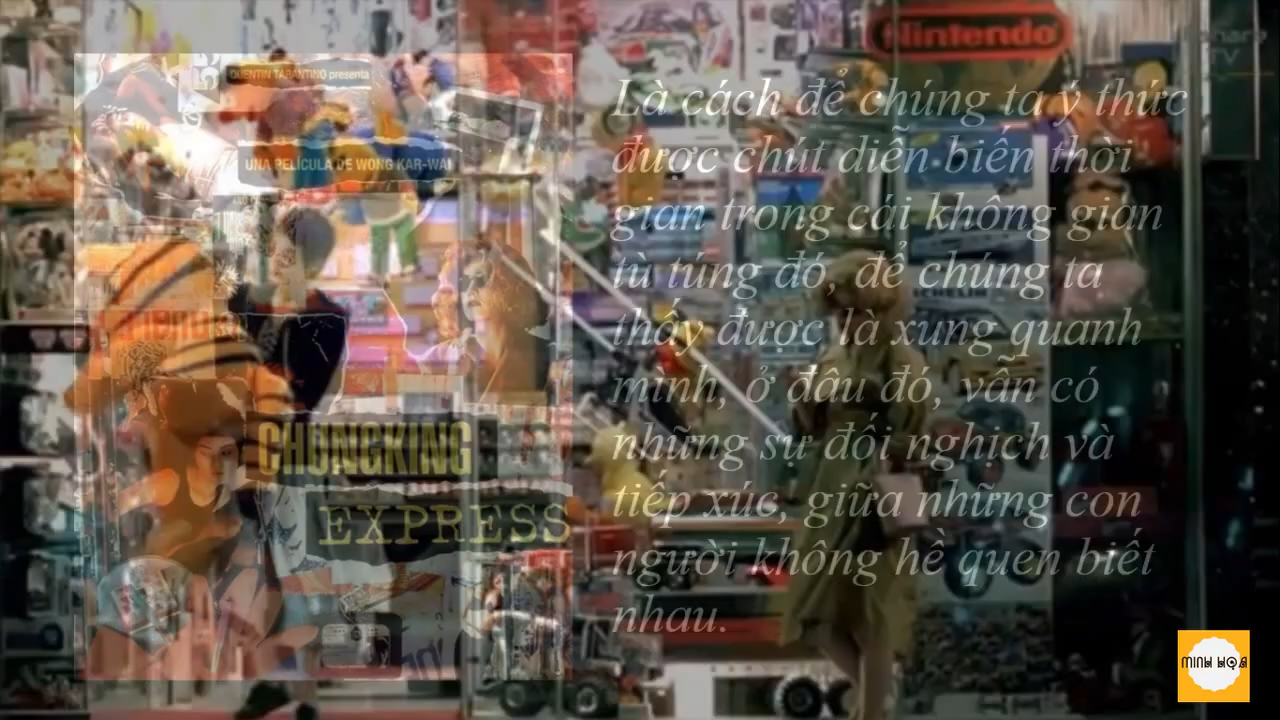 Nintendo
QUENTIN TARANTINO presenta
UNA PELÍCULA DE WONG KAR-WAI
CHUNGKING
EXPRESS
Là cách để chúng ta ý thức
được chút diễn biến thời
gian trong cái không gian
tù túng đó, để chúng ta
thấy được là xung quanh
mình, ở đâu đó, vẫn có
những sự đối nghịch và
tiếp xúc, giữa những con
người không hề quen biết
nhau.
MINH HỌA